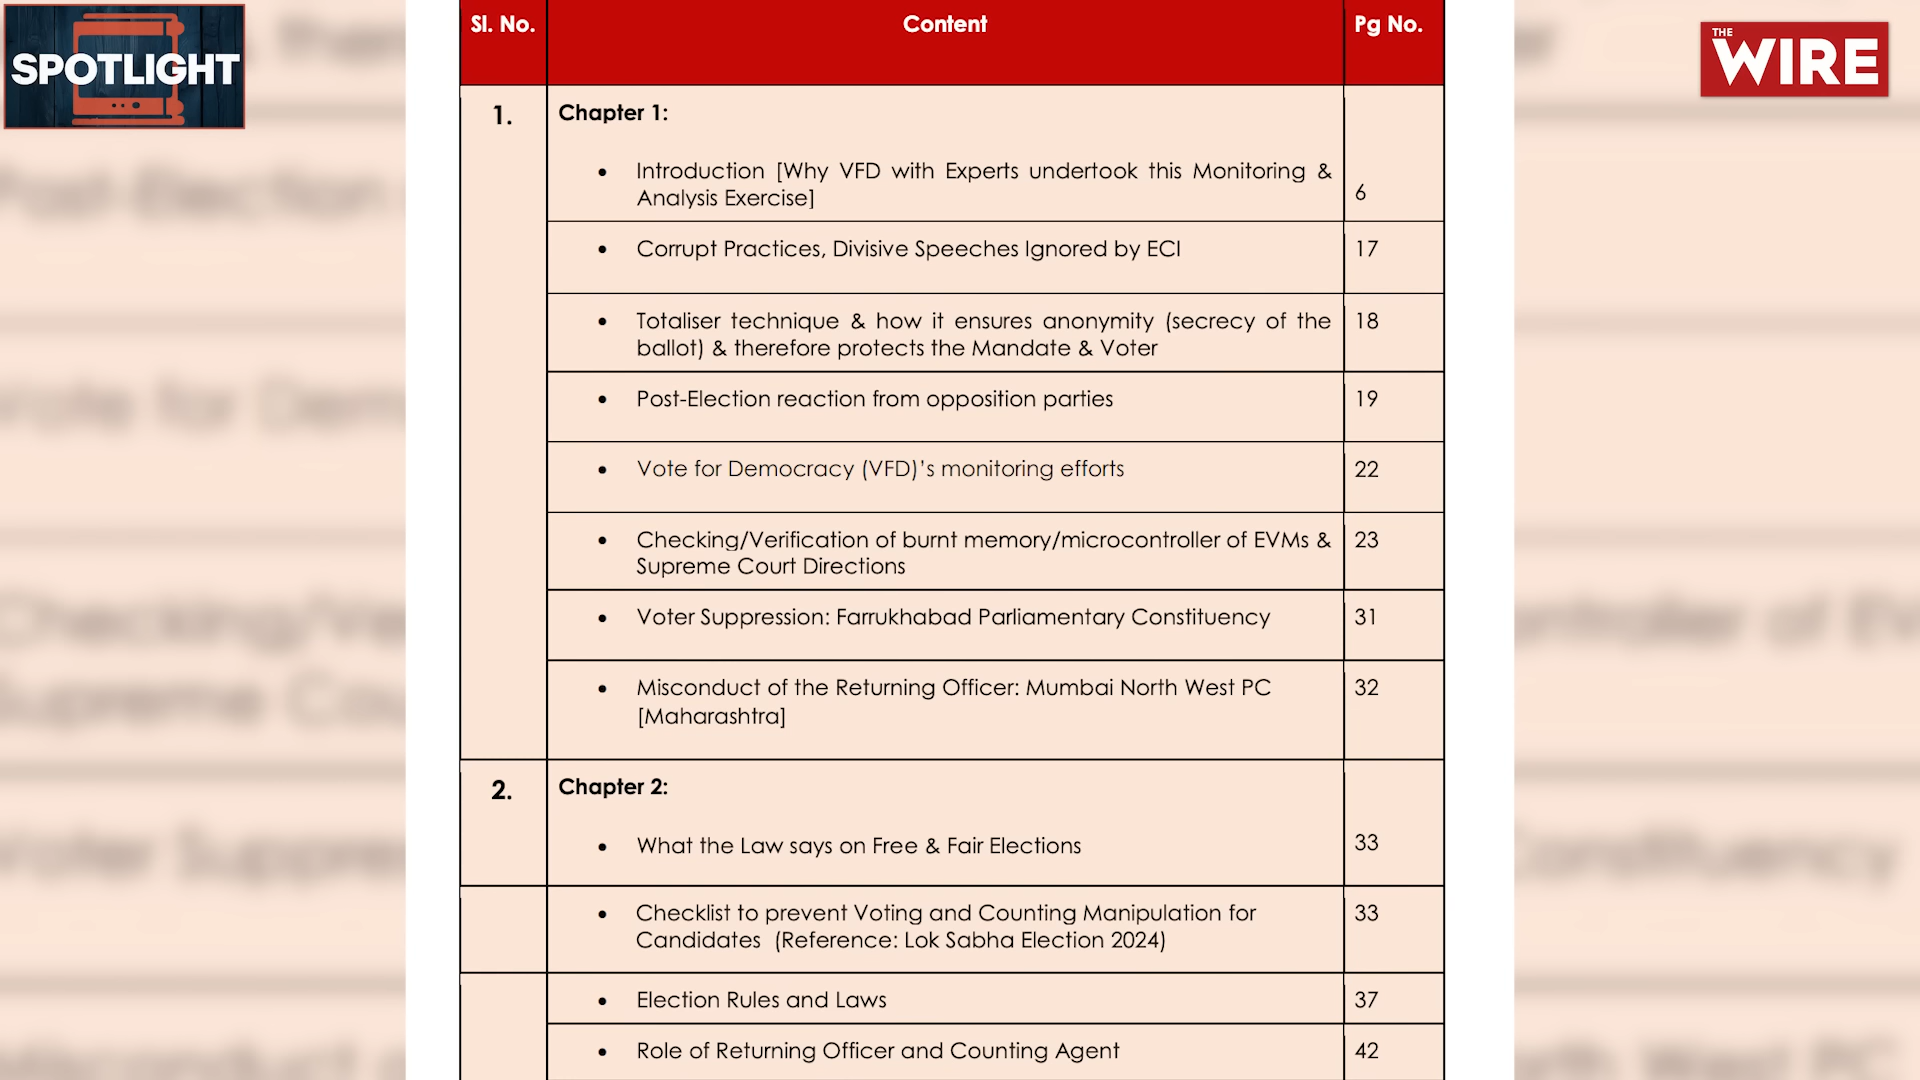 SPOTLIGHT
THE
WIRE
Sl. No. Content Pg No.
1. Chapter 1:
• Introduction [Why VFD with Experts undertook this Monitoring &
Analysis Exercise] 6
• Corrupt Practices, Divisive Speeches Ignored by ECI 17
• Totaliser technique & how it ensures anonymity (secrecy of the 18
ballot) & therefore protects the Mandate & Voter
• Post-Election reaction from opposition parties 19
• Vote for Democracy (VFD)'s monitoring efforts 22
• Checking/Verification of burnt memory/microcontroller of EVMs & 23
Supreme Court Directions
• Voter Suppression: Farrukhabad Parliamentary Constituency 31
• Misconduct of the Returning Officer: Mumbai North West PC 32
[Maharashtra]
2. Chapter 2:
• What the Law says on Free & Fair Elections 33
• Checklist to prevent Voting and Counting Manipulation for 33
Candidates (Reference: Lok Sabha Election 2024)
• Election Rules and Laws 37
• Role of Returning Officer and Counting Agent 42